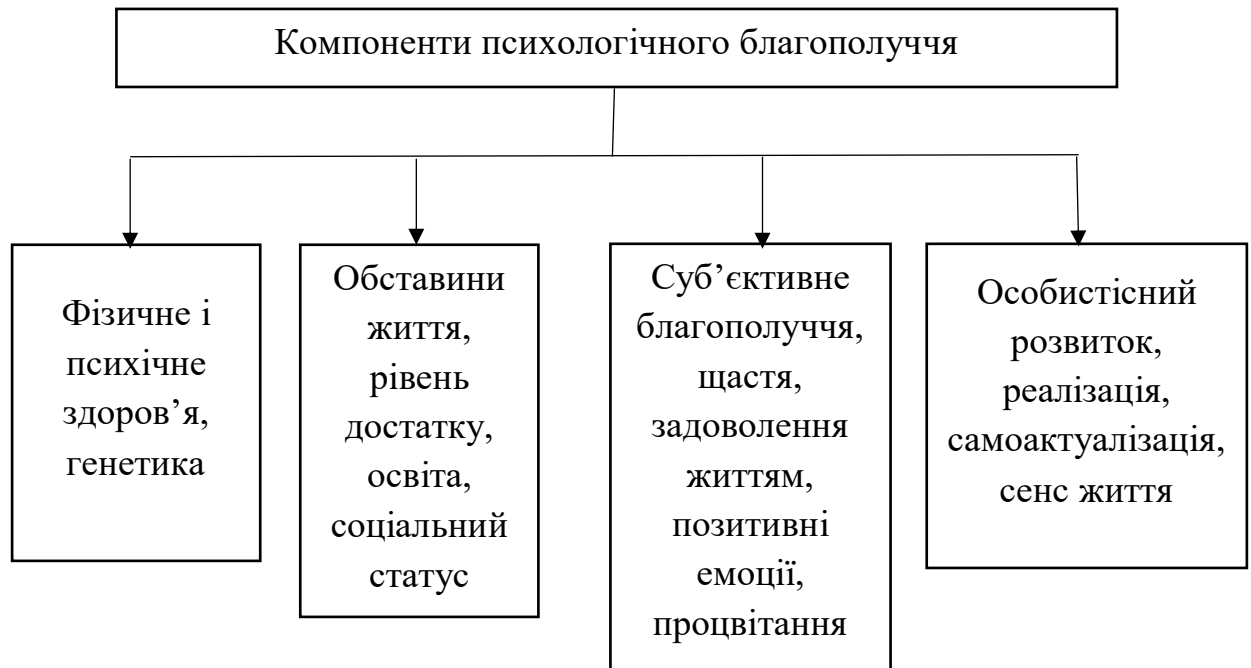 Компоненти психологічного благополуччя
Фізичне і
психічне
здоров’я,
генетика
Обставини
життя,
рівень
достатку,
освіта,
соціальний
статус
Суб’єктивне
благополуччя,
щастя,
задоволення
життям,
позитивні
емоції,
процвітання
Особистісний
розвиток,
реалізація,
самоактуалізація,
сенс життя